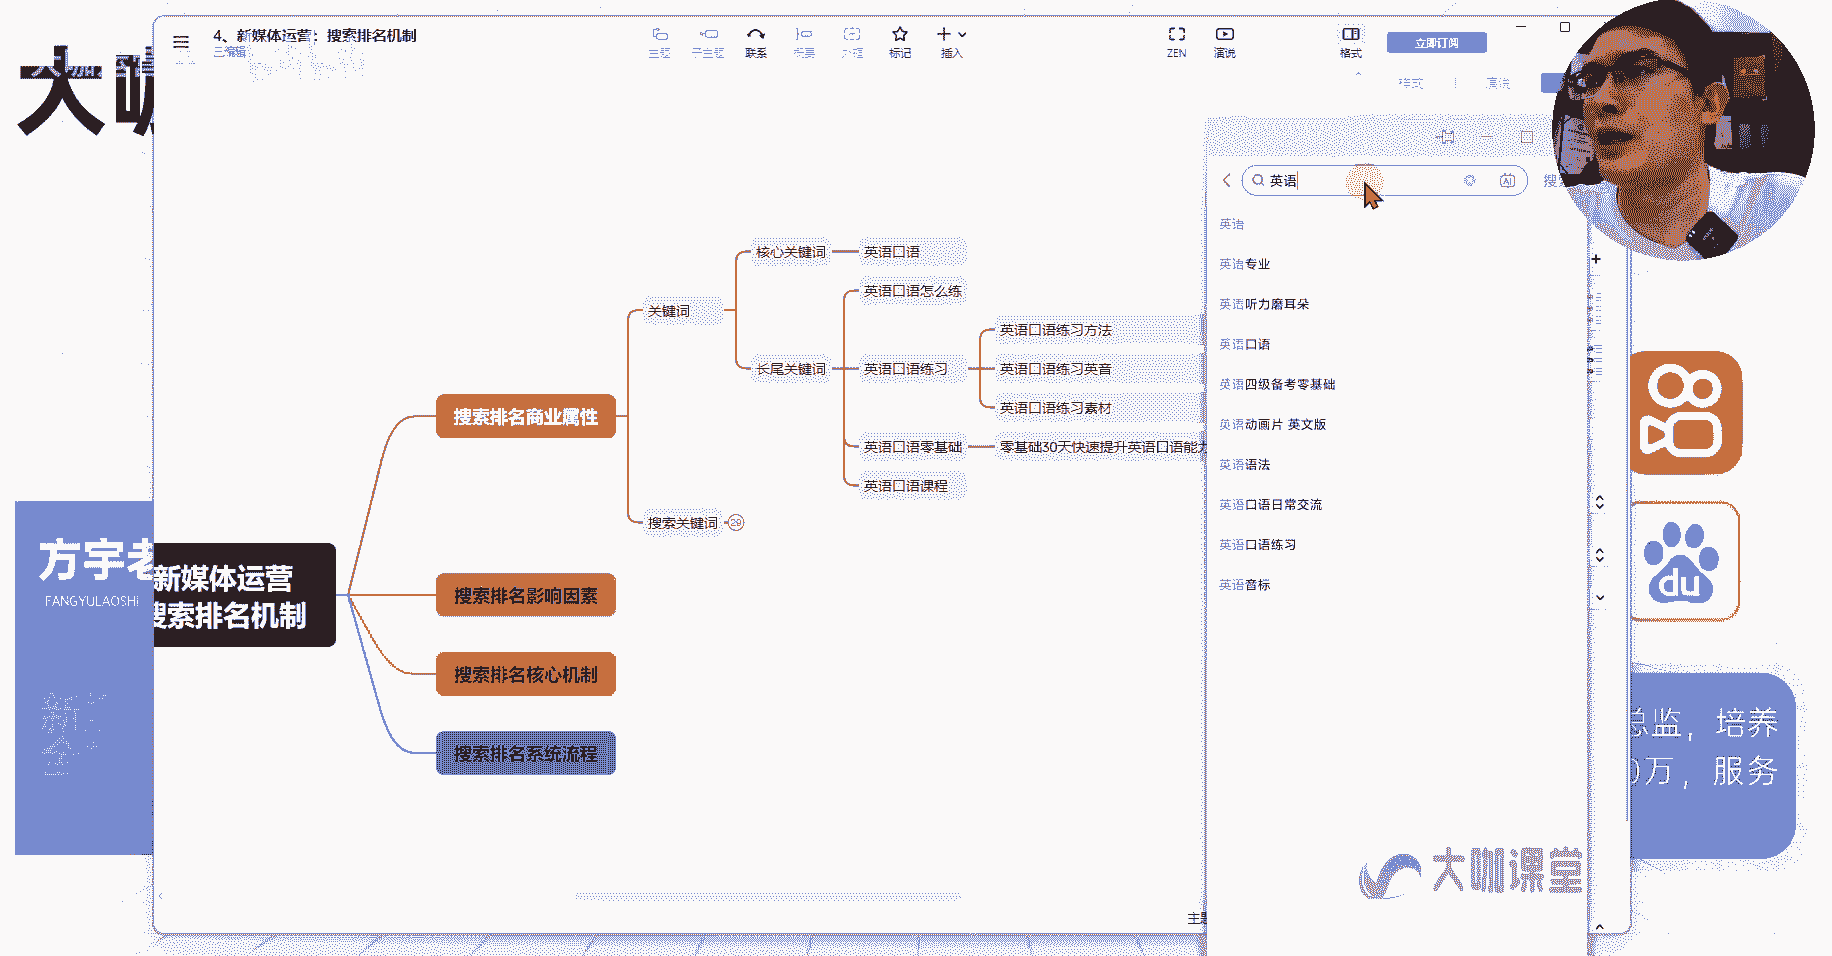 4、新媒体运营：搜索排名机制
三编辑
主题
子主题
联系
概要
外框
标记
插入
ZEN
演说
格式
立即订阅
格式
演说
大咖
英语
搜
英语
英语专业
英语听力磨耳朵
英语口语
英语四级备考零基础
英语动画片 英文版
英语语法
英语口语日常交流
英语口语练习
英语音标
核心关键词
英语口语
英语口语怎么练
关键词
英语口语练习方法
长尾关键词
英语口语练习
英语口语练习英音
英语口语练习素材
搜索排名商业属性
英语口语零基础
零基础30天快速提升英语口语能力
英语口语课程
搜索关键词
29
方宇老
FANGYULAOSHI
新媒体运营
搜索排名机制
搜索排名影响因素
搜索排名核心机制
搜索排名系统流程
du
总监，培养
0万，服务
大咖课堂
主题